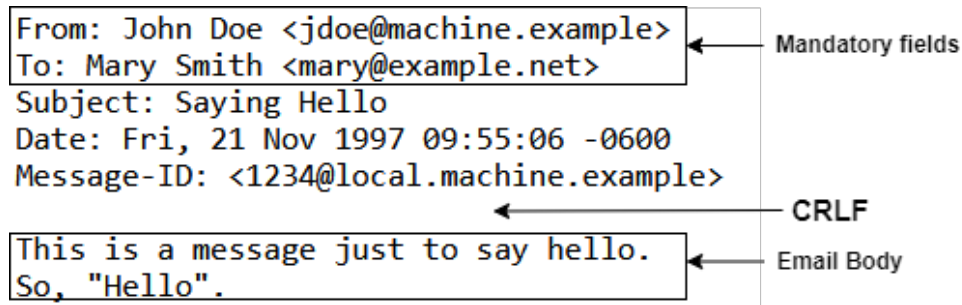 From: John Doe <jdoe@machine.example>
To: Mary Smith <mary@example.net>
Mandatory fields
Subject: Saying Hello
Date: Fri, 21 Nov 1997 09:55:06 -0600
Message-ID: <1234@local.machine.example>
CRLF
This is a message just to say hello.
So, "Hello".
Email Body